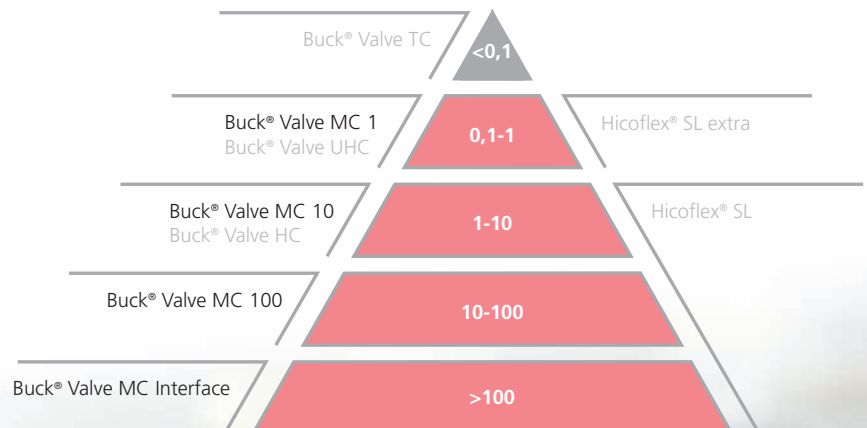 Buck® Valve TC
<0,1
Buck® Valve MC 1
Buck® Valve UHC
0,1-1
Hicoflex® SL extra
Buck® Valve MC 10
Buck® Valve HC
1-10
Hicoflex® SL
Buck® Valve MC 100
10-100
Buck® Valve MC Interface
>100